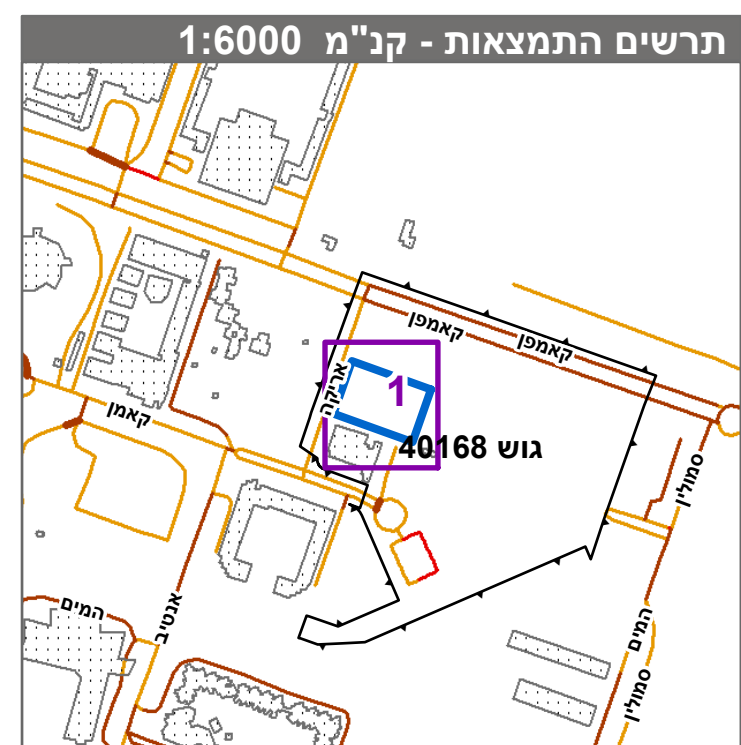 תרשים התמצאות - קנ"מ 1:6000
קאמפן
קאמפן
אריקה
1
גוש 40168
קאמן
סמולין
המים
אנטיב
המים
סמולין